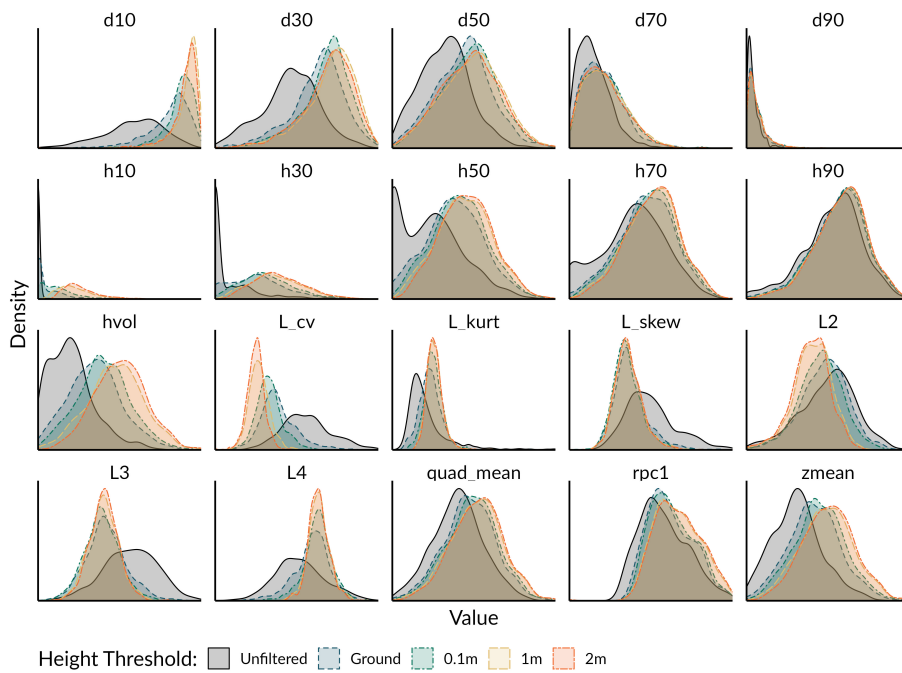 d10 d30 d50 d70 d90
h10 h30 h50 h70 h90
hvol L_cv L_kurt L_skew L2
L3 L4 quad_mean rpc1 zmean
Density
Value
Height Threshold: Unfiltered Ground 0.1m 1m 2m